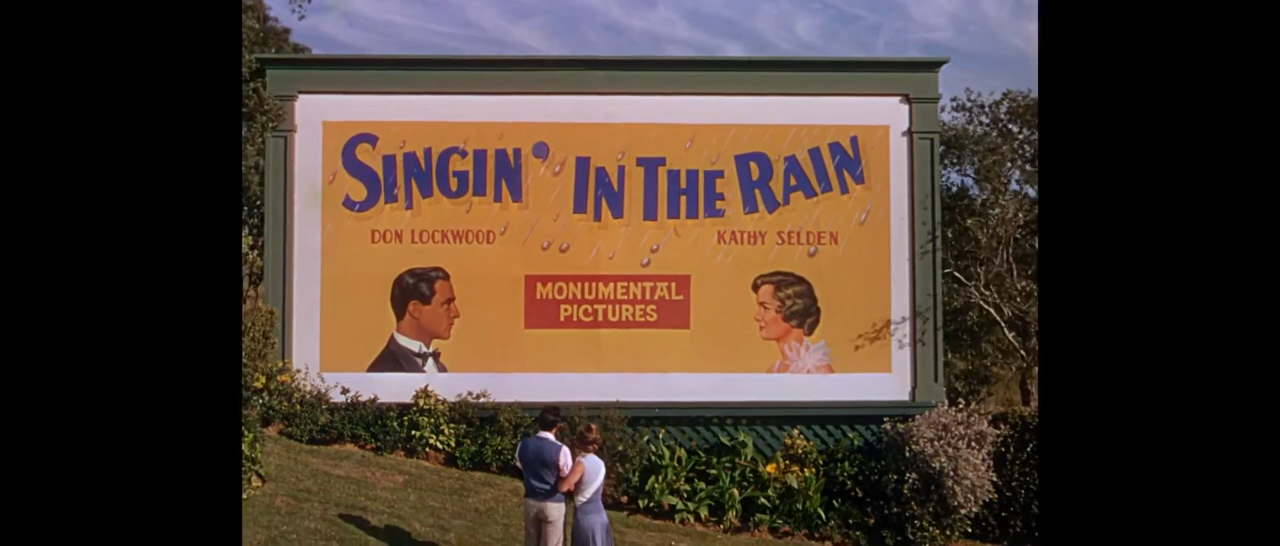 SINGIN' IN THE RAIN
DON LOCKWOOD KATHY SELDEN
MONUMENTAL
PICTURES